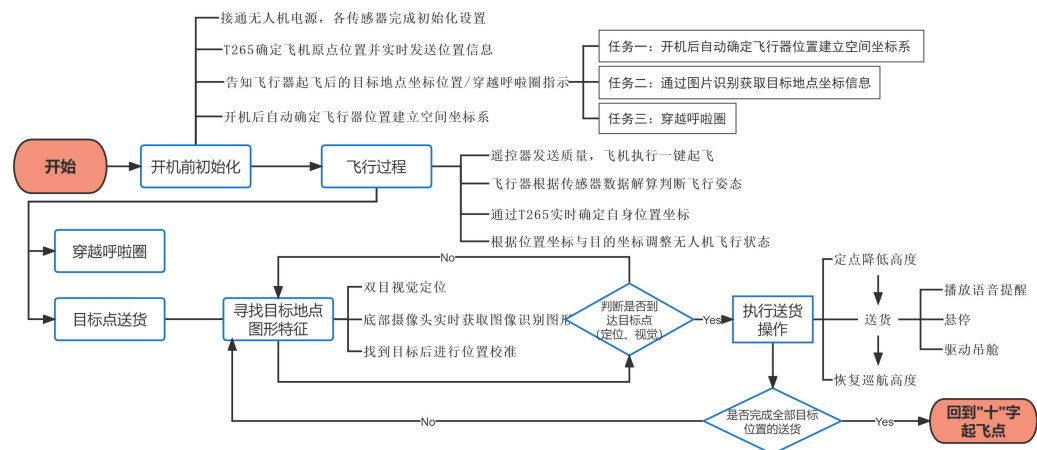 接通无人机电源，各传感器完成初始化设置
T265确定飞机原点位置并实时发送位置信息
告知飞行器起飞后的目标地点坐标位置/穿越呼啦圈指示
开机后自动确定飞行器位置建立空间坐标系
任务一：开机后自动确定飞行器位置建立空间坐标系
任务二：通过图片识别获取目标地点坐标信息
任务三：穿越呼啦圈
开始
开机前初始化
飞行过程
遥控器发送质量，飞机执行一键起飞
飞行器根据传感器数据解算判断飞行姿态
通过T265实时确定自身位置坐标
根据位置坐标与目的坐标调整无人机飞行状态
穿越呼啦圈
目标点送货
No
寻找目标地点
图形特征
双目视觉定位
底部摄像头实时获取图像识别图形
找到目标后进行位置校准
判断是否到
达目标点
(定位、视觉)
Yes
执行送货
操作
定点降低高度
送货
恢复巡航高度
播放语音提醒
悬停
驱动吊舱
No
是否完成全部目标
位置的送货
Yes
回到"十"字
起飞点